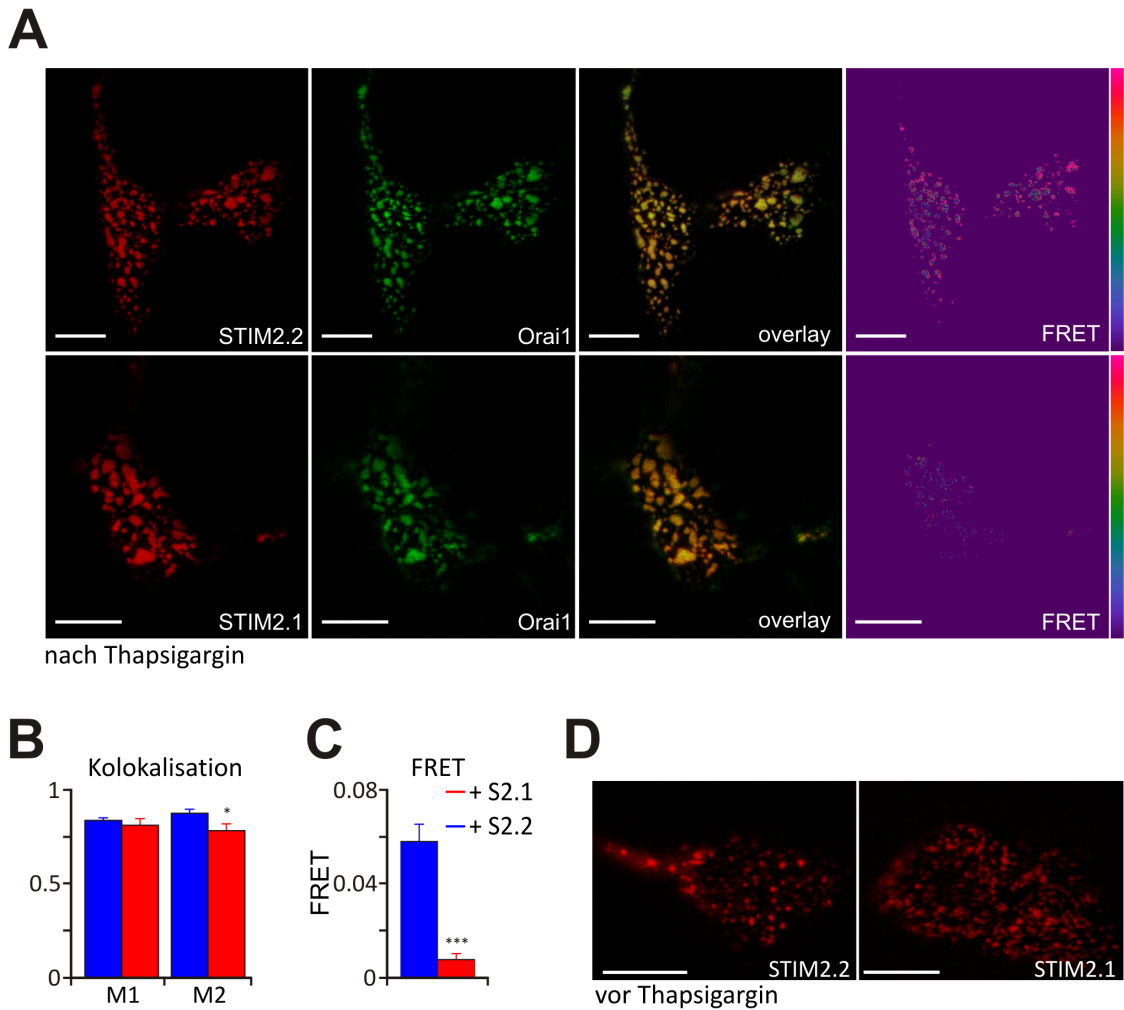 A
STIM2.2
Orai1
overlay
FRET
STIM2.1
Orai1
overlay
FRET
nach Thapsigargin
B
Kolokalisation
1
0.5
0
*
M1
M2
C
FRET
0.08
0.04
0
FRET
+ S2.1
+ S2.2
***
D
STIM2.2
STIM2.1
vor Thapsigargin